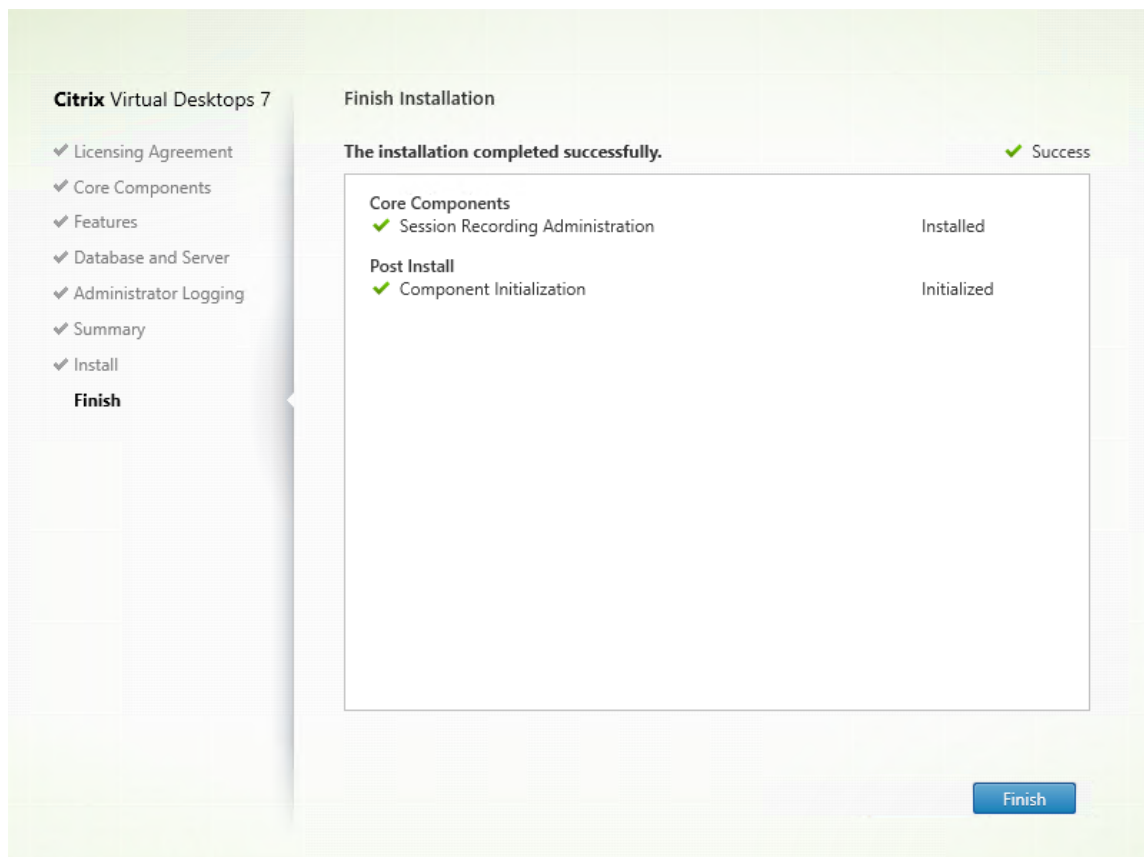 Citrix Virtual Desktops 7
Licensing Agreement
Core Components
Features
Database and Server
Administrator Logging
Summary
Install
Finish
Finish Installation
The installation completed successfully.
Success
Core Components
Session Recording Administration Installed
Post Install
Component Initialization Initialized
Finish